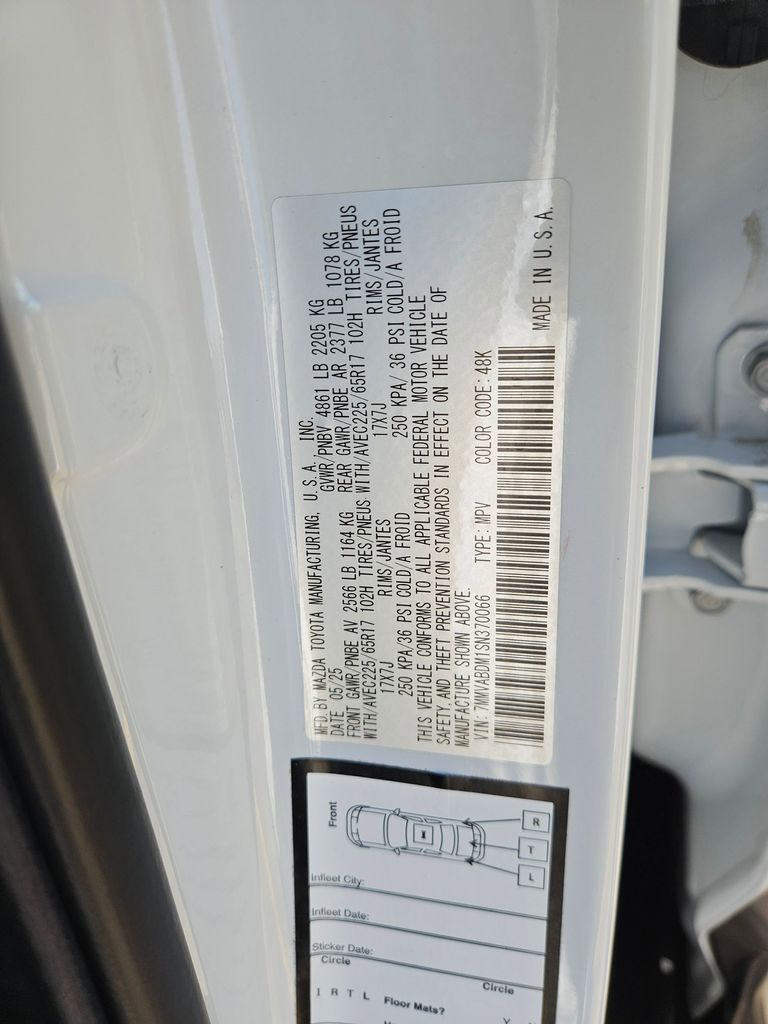 MFD. BY MAZDA TOYOTA MANUFACTURING, U.S.A., INC.
DATE 05/25 GVWR/PNBV 4861 LB 2205 KG
FRONT GAWR/PNBE AV 2566 LB 1164 KG REAR GAWR/PNBE AR 2377 LB 1078 KG
WITH/AVEC225/65R17 102H TIRES/PNEUS WITH/AVEC225/65R17 102H TIRES/PNEUS
17X7J RIMS/JANTES 17X7J RIMS/JANTES
250 KPA/36 PSI COLD/A FROID 250 KPA/ 36 PSI COLD/A FROID
THIS VEHICLE CONFORMS TO ALL APPLICABLE FEDERAL MOTOR VEHICLE
SAFETY,AND THEFT PREVENTION STANDARDS IN EFFECT ON THE DATE OF
MANUFACTURE SHOWN ABOVE.
VIN: 7MMVABDM1SN370066 TYPE: MPV COLOR CODE: 48K
MADE IN U.S.A.
Front
R
T
L
Infleet City:
Infleet Date:
Sticker Date:
Circle
Circle
I R T L Floor Mats?
Y